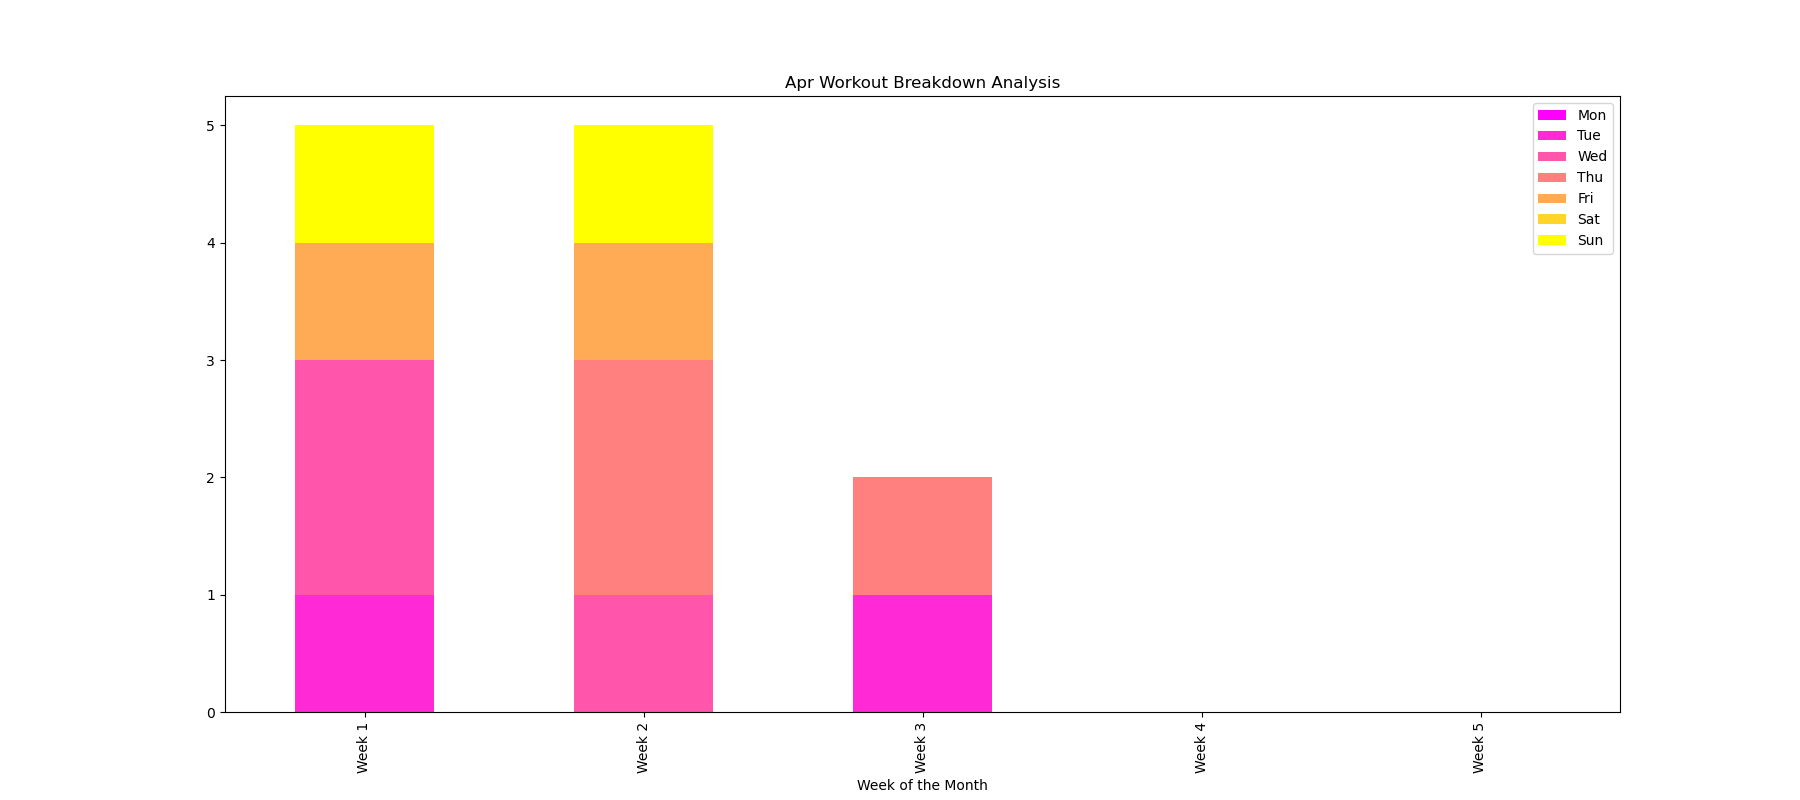 Apr Workout Breakdown Analysis
5
4
3
2
1
0
Mon
Tue
Wed
Thu
Fri
Sat
Sun
Week 1
Week 2
Week 3
Week 4
Week 5
Week of the Month